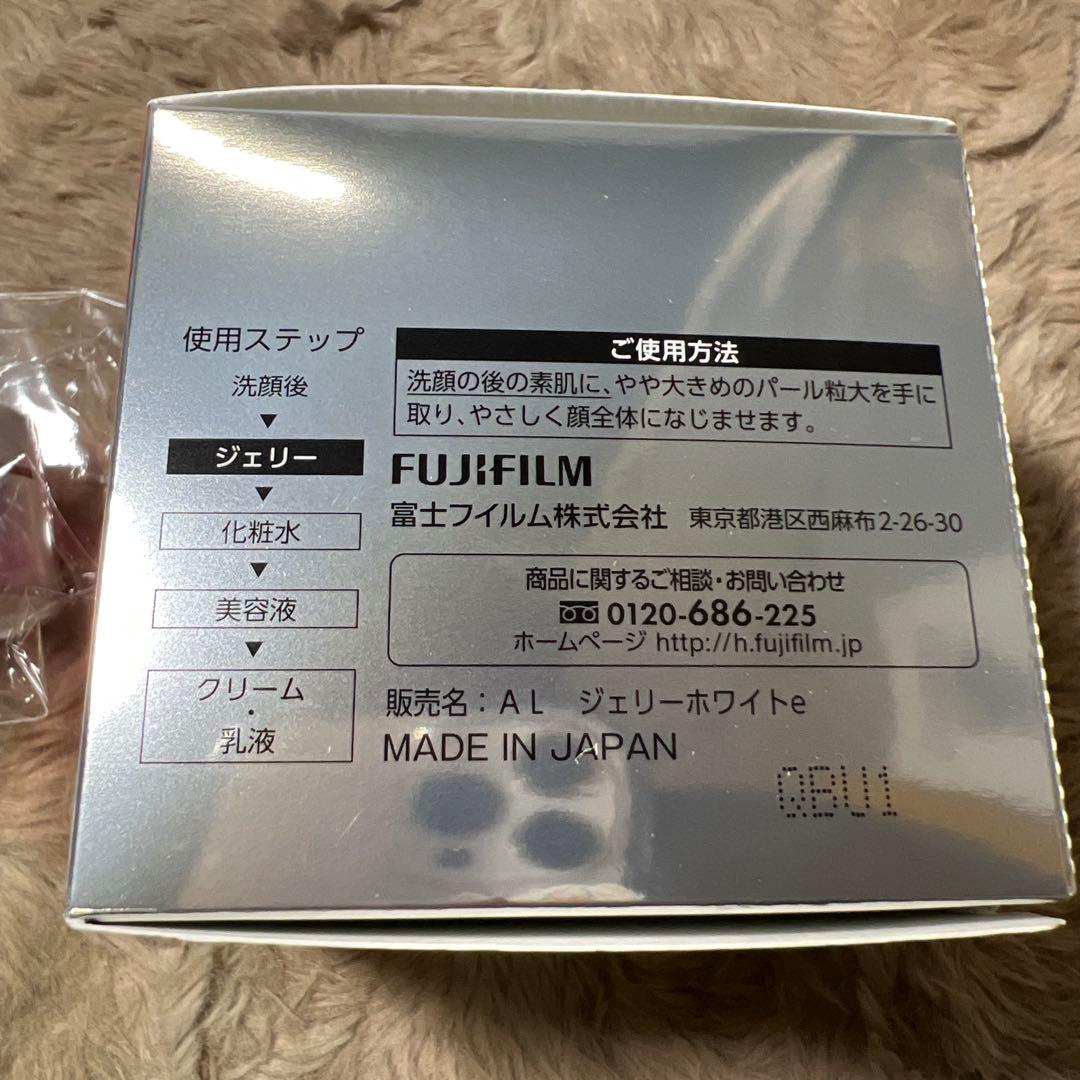 使用ステップ
洗顔後
▼
ジェリー
▼
化粧水
▼
美容液
▼
クリーム
・
乳液
ご使用方法
洗顔の後の素肌に、やや大きめのパール粒大を手に
取り、やさしく顔全体になじませます。
FUJIFILM
富士フイルム株式会社 東京都港区西麻布2-26-30
商品に関するご相談・お問い合わせ
0120-686-225
ホームページ http://h.fujifilm.jp
販売名：AL ジェリーホワイトe
MADE IN JAPAN
QBU1